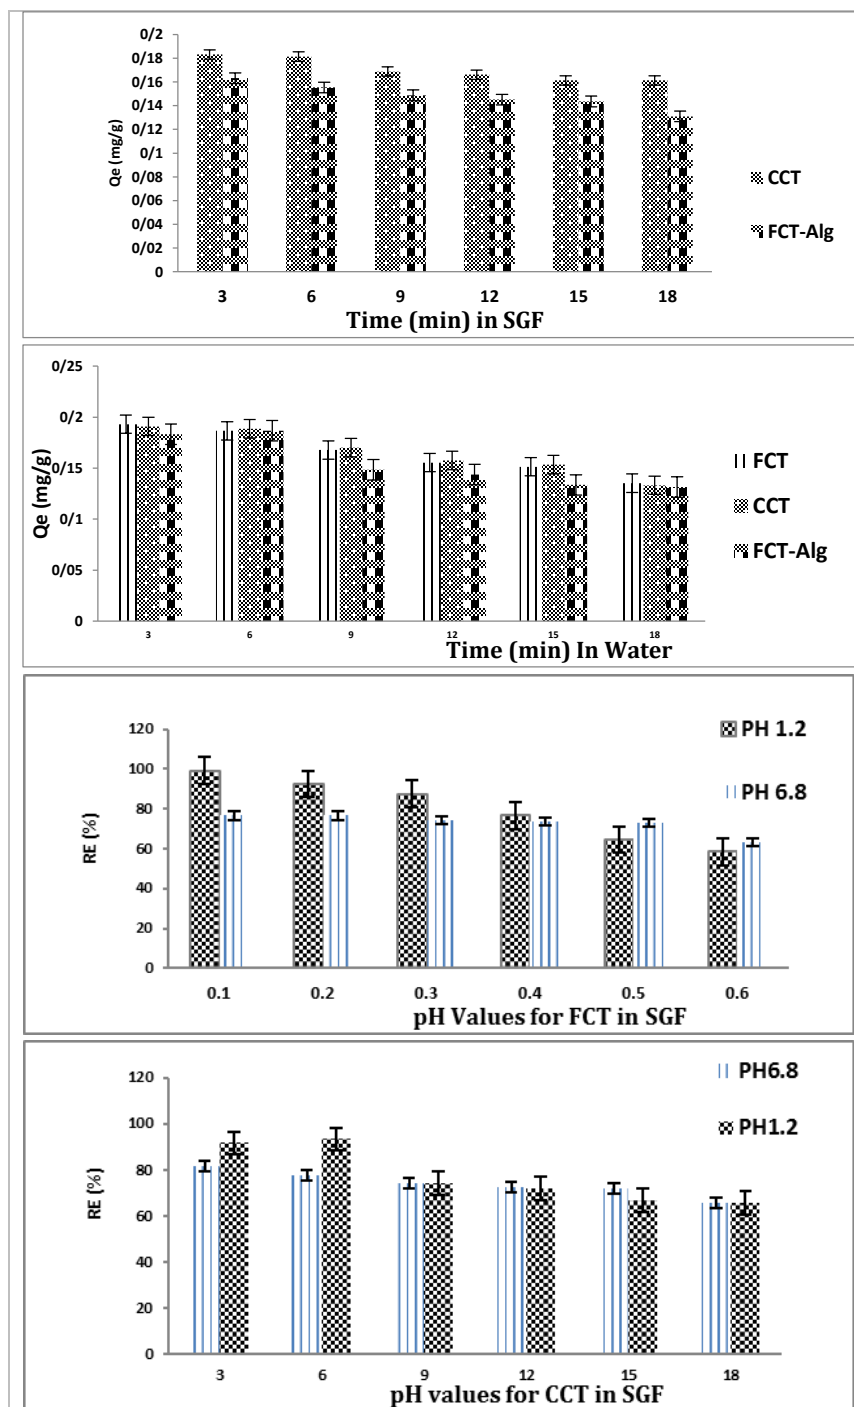 0/2
0/18
0/16
0/14
0/12
0/1
0/08
0/06
0/04
0/02
0
Qe (mg/g)
CCT
FCT-Alg
3 6 9 12 15 18
Time (min) in SGF
0/25
0/2
0/15
0/1
0/05
0
Qe (mg/g)
FCT
CCT
FCT-Alg
3 6 9 12 15 18
Time (min) In Water
120
100
80
60
40
20
0
RE (%)
PH 1.2
PH 6.8
0.1 0.2 0.3 0.4 0.5 0.6
pH Values for FCT in SGF
120
100
80
60
40
20
0
RE (%)
PH6.8
PH1.2
3 6 9 12 15 18
pH values for CCT in SGF